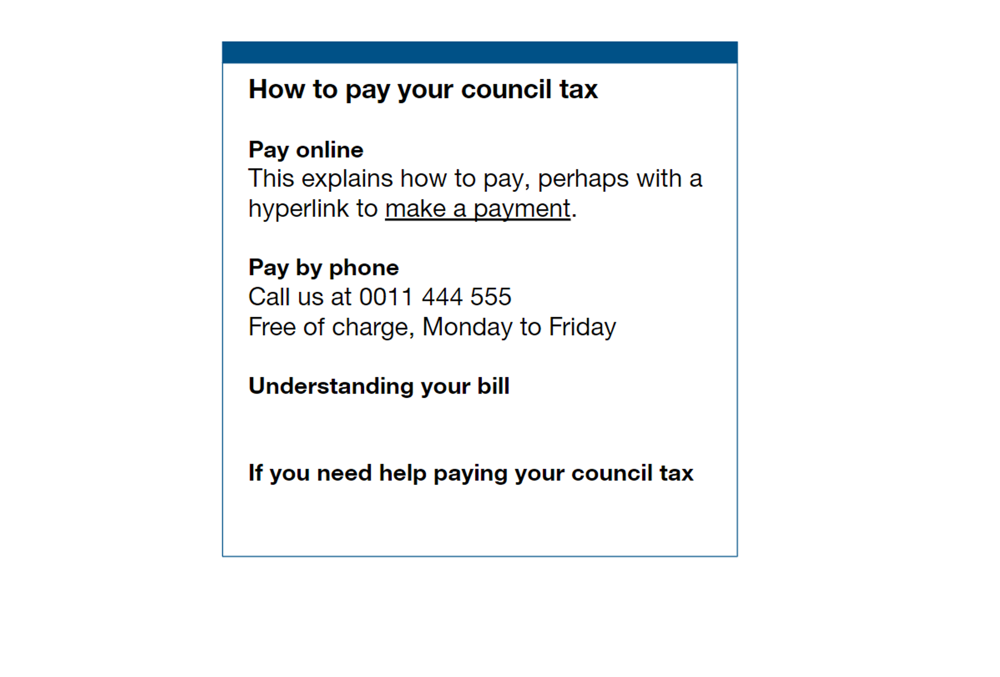 How to pay your council tax
Pay online
This explains how to pay, perhaps with a
hyperlink to make a payment.
Pay by phone
Call us at 0011 444 555
Free of charge, Monday to Friday
Understanding your bill
If you need help paying your council tax